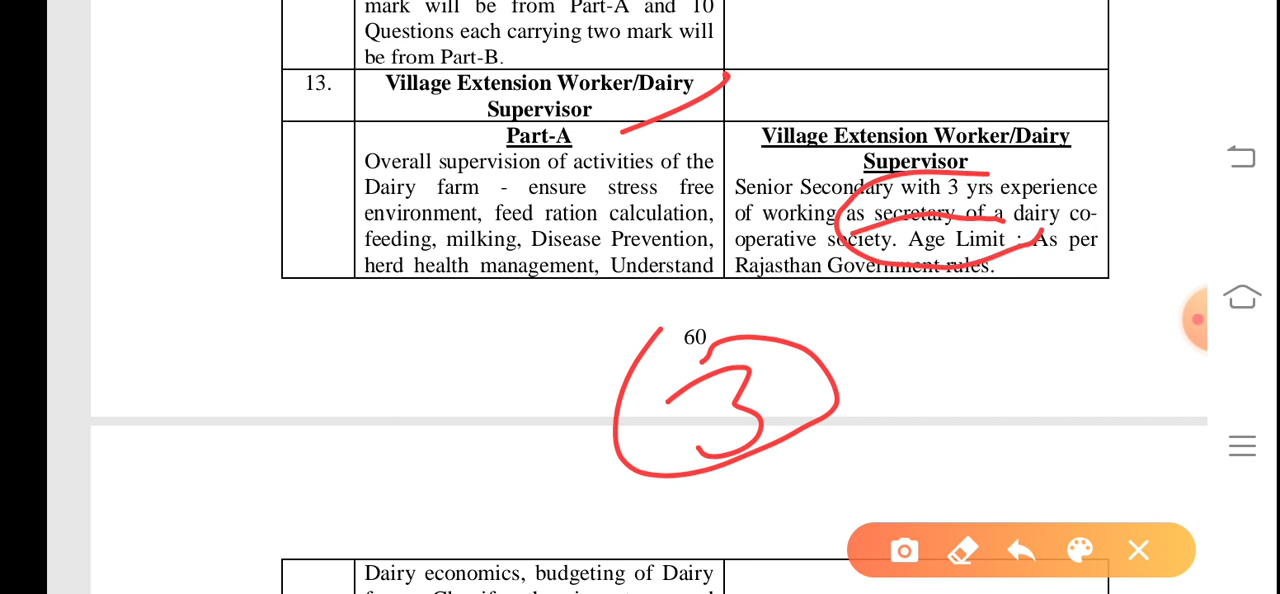 mark will be from Part-A and 10
Questions each carrying two mark will
be from Part-B.
13.
Village Extension Worker/Dairy
Supervisor
Part-A
Overall supervision of activities of the
Dairy farm - ensure stress free
environment, feed ration calculation,
feeding, milking, Disease Prevention,
herd health management, Understand
Village Extension Worker/Dairy
Supervisor
Senior Secondary with 3 yrs experience
of working as secretary of a dairy co-
operative society. Age Limit : As per
Rajasthan Government rules.
60
3
Dairy economics, budgeting of Dairy